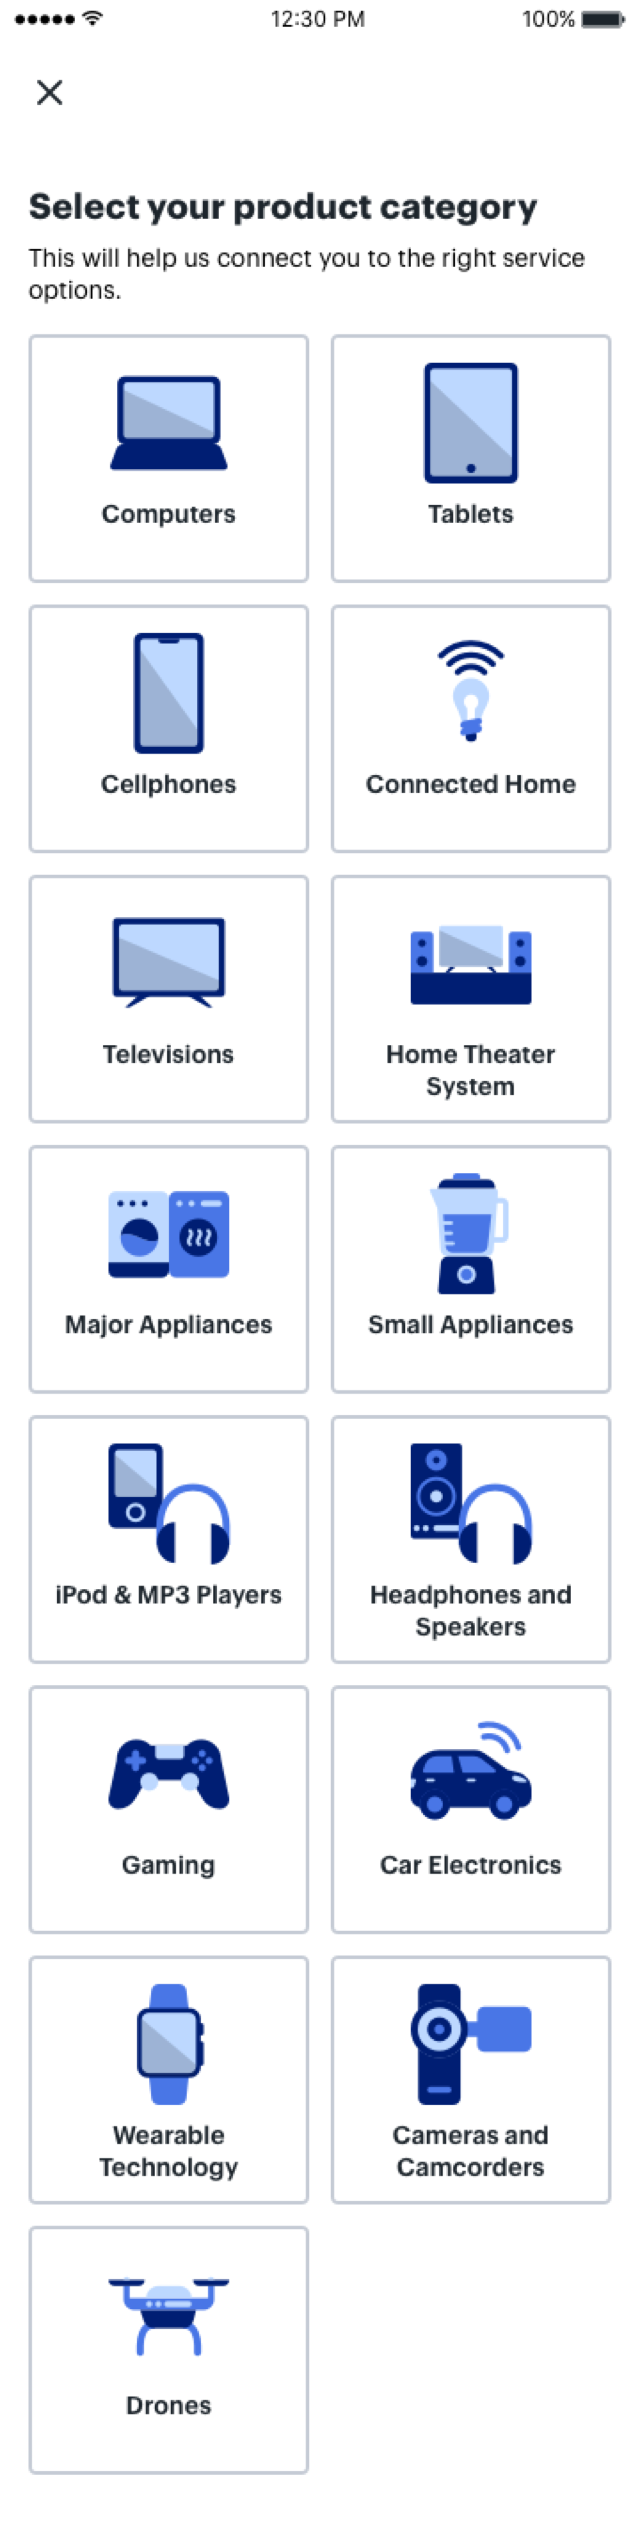 12:30 PM
100%
Select your product category
This will help us connect you to the right service
options.
Computers
Tablets
Cellphones
Connected Home
Televisions
Home Theater
System
Major Appliances
Small Appliances
iPod & MP3 Players
Headphones and
Speakers
Gaming
Car Electronics
Wearable
Technology
Cameras and
Camcorders
Drones